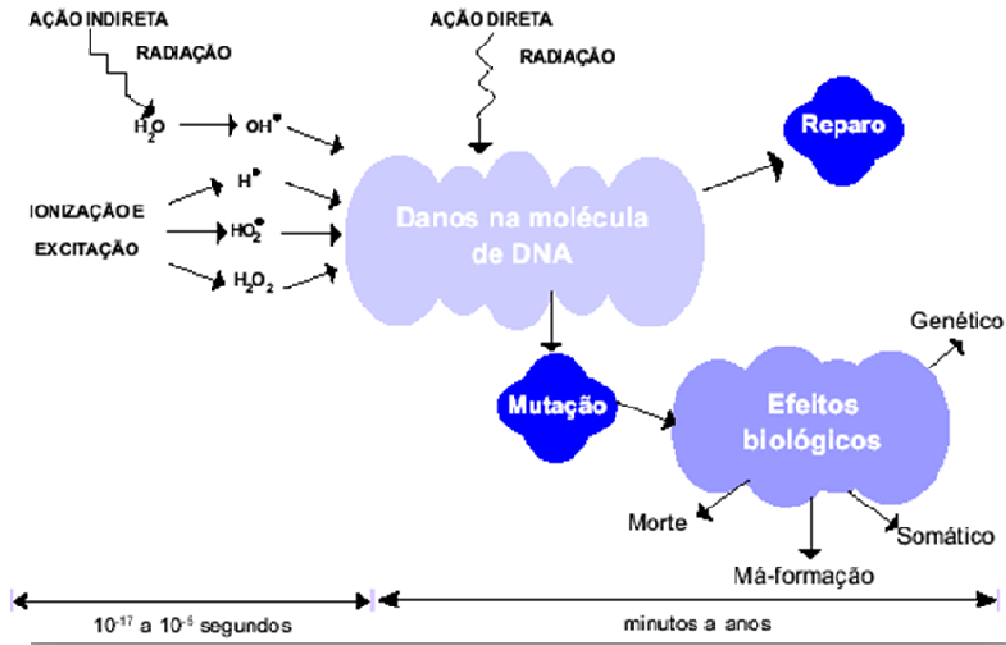 AÇÃO INDIRETA
RADIAÇÃO
AÇÃO DIRETA
RADIAÇÃO
H₂O
OH•
H•
IONIZAÇÃO E
EXCITAÇÃO
HO₂•
H₂O₂
Danos na molécula
de DNA
Reparo
Mutação
Efeitos
biológicos
Genético
Morte
Somático
Má-formação
10⁻¹⁷ a 10⁻⁵ segundos
minutos a anos